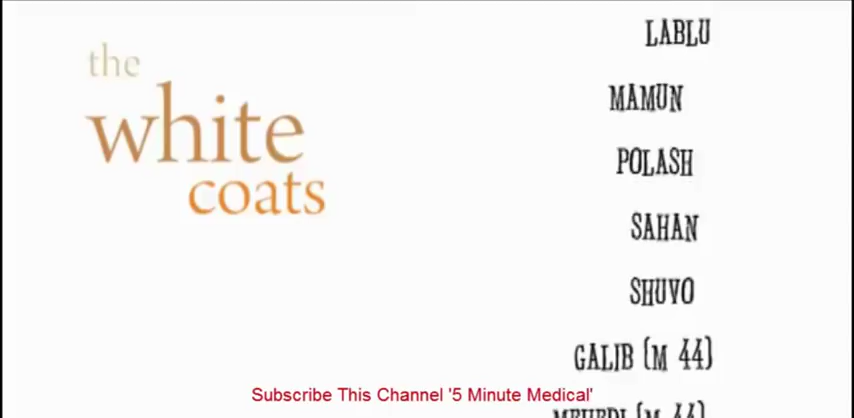 the
white
coats
LABLU
MAMUN
POLASH
SAHAN
SHUVO
GALIB (M 44)
Subscribe This Channel '5 Minute Medical'